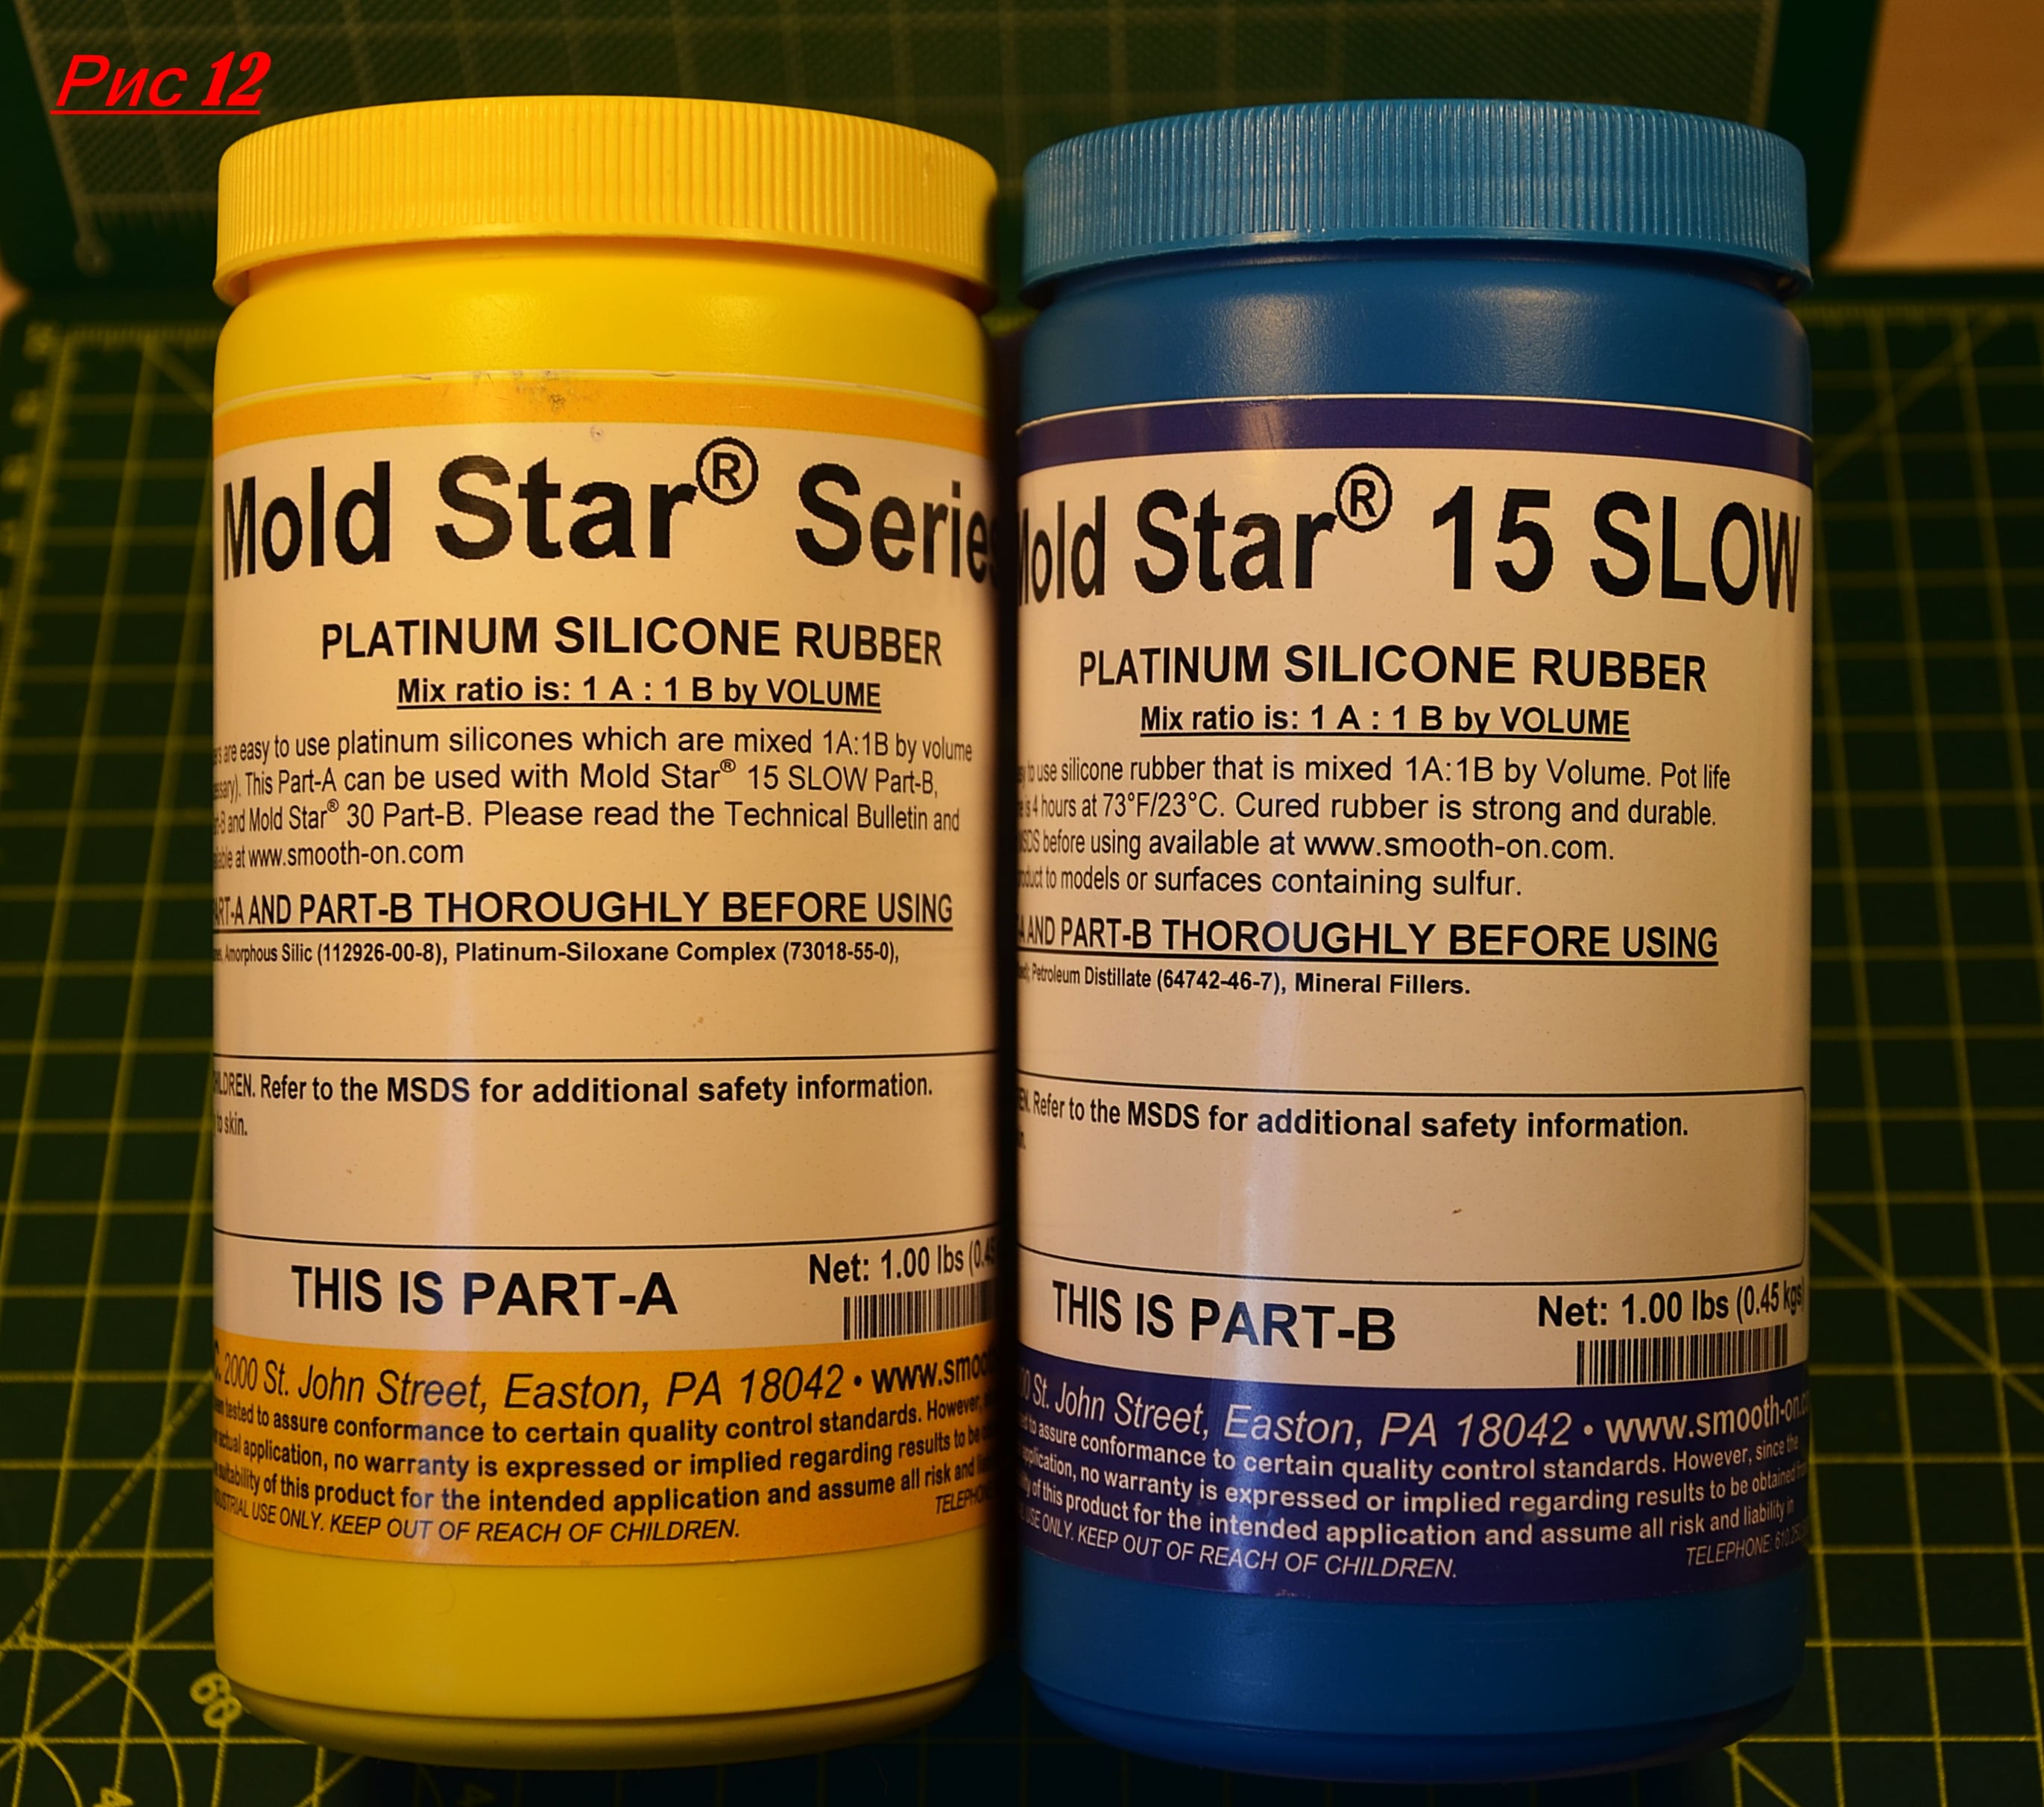 Рис 12
Mold Star® Series
PLATINUM SILICONE RUBBER
Mix ratio is: 1 A : 1 B by VOLUME
are easy to use platinum silicones which are mixed 1A:1B by volume
This Part-A can be used with Mold Star® 15 SLOW Part-B,
and Mold Star® 30 Part-B. Please read the Technical Bulletin and
at www.smooth-on.com
PART-A AND PART-B THOROUGHLY BEFORE USING
Amorphous Silic (112926-00-8), Platinum-Siloxane Complex (73018-55-0),
Refer to the MSDS for additional safety information.
to skin.
THIS IS PART-A
Net: 1.00 lbs
2000 St. John Street, Easton, PA 18042 •
tested to assure conformance to certain quality control standards. However,
actual application, no warranty is expressed or implied regarding results to be
suitability of this product for the intended application and assume all risk and
USE ONLY. KEEP OUT OF REACH OF CHILDREN.
Mold Star® 15 SLOW
PLATINUM SILICONE RUBBER
Mix ratio is: 1 A : 1 B by VOLUME
to use silicone rubber that is mixed 1A:1B by Volume. Pot life
is 4 hours at 73°F/23°C. Cured rubber is strong and durable.
before using available at www.smooth-on.com.
to models or surfaces containing sulfur.
AND PART-B THOROUGHLY BEFORE USING
Petroleum Distillate (64742-46-7), Mineral Fillers.
Refer to the MSDS for additional safety information.
THIS IS PART-B
Net: 1.00 lbs (0.45 kgs)
St. John Street, Easton, PA 18042 • www.smooth-on.
to assure conformance to certain quality control standards. However, since the
application, no warranty is expressed or implied regarding results to be obtained
of this product for the intended application and assume all risk and liability in
USE ONLY. KEEP OUT OF REACH OF CHILDREN.
TELEPHONE:
60